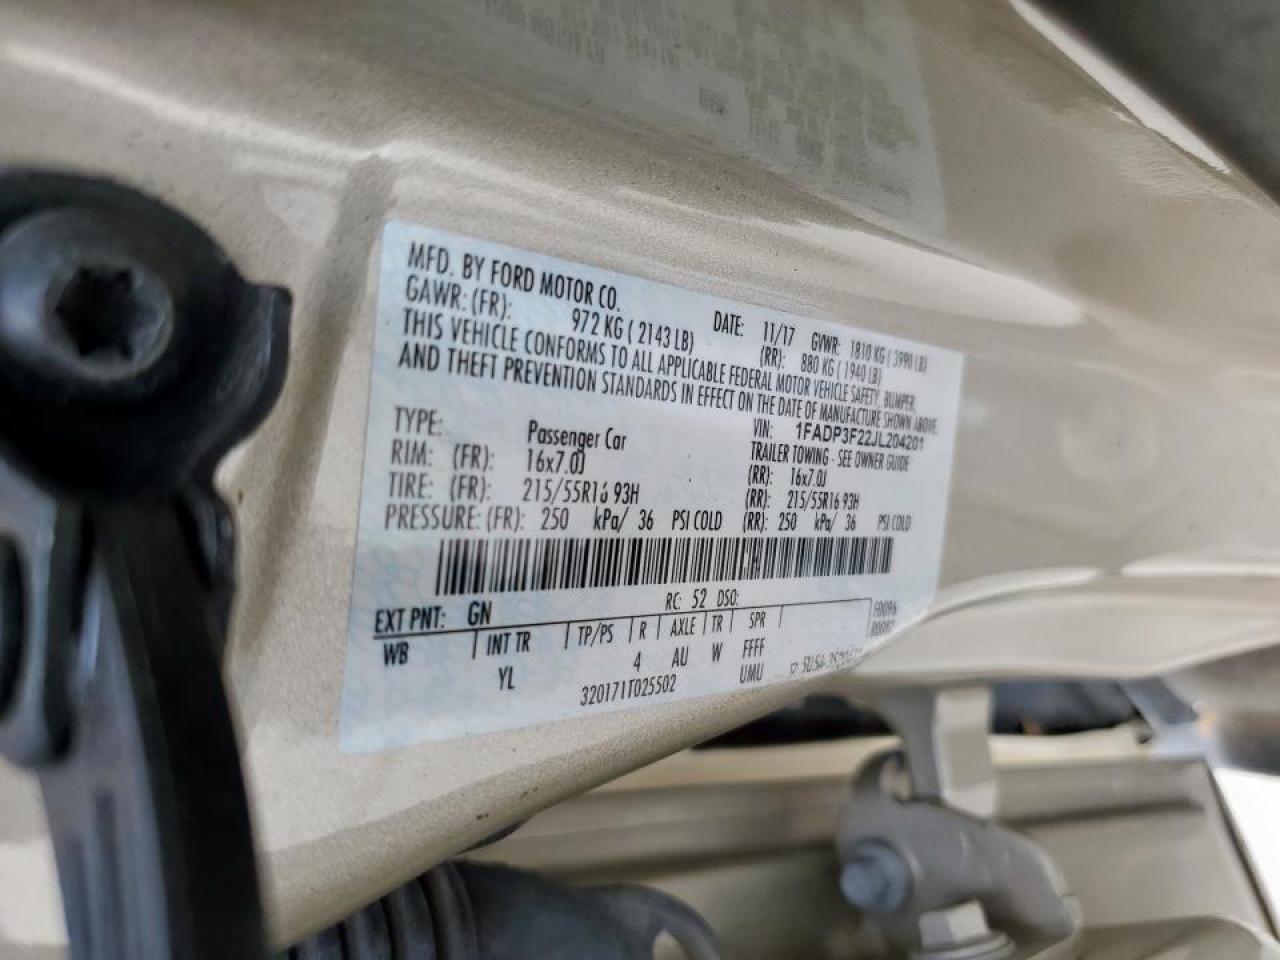 MFD. BY FORD MOTOR CO.
DATE: 11/17 GVWR: 1810 KG ( 3990 LB)
GAWR: (FR): 972 KG ( 2143 LB) (RR): 880 KG ( 1940 LB)
THIS VEHICLE CONFORMS TO ALL APPLICABLE FEDERAL MOTOR VEHICLE SAFETY, BUMPER,
AND THEFT PREVENTION STANDARDS IN EFFECT ON THE DATE OF MANUFACTURE SHOWN ABOVE.
VIN: 1FADP3F22JL204201
TYPE: Passenger Car TRAILER TOWING - SEE OWNER GUIDE
RIM: (FR): 16x7.0J (RR): 16x7.0J
TIRE: (FR): 215/55R16 93H (RR): 215/55R16 93H
PRESSURE: (FR): 250 kPa/ 36 PSI COLD (RR): 250 kPa/ 36 PSI COLD
EXT PNT: GN RC: 52 DSO: F0096
WB INT TR TP/PS R AXLE TR SPR
YL 4 AU W FFFF
320171T025502 UMU